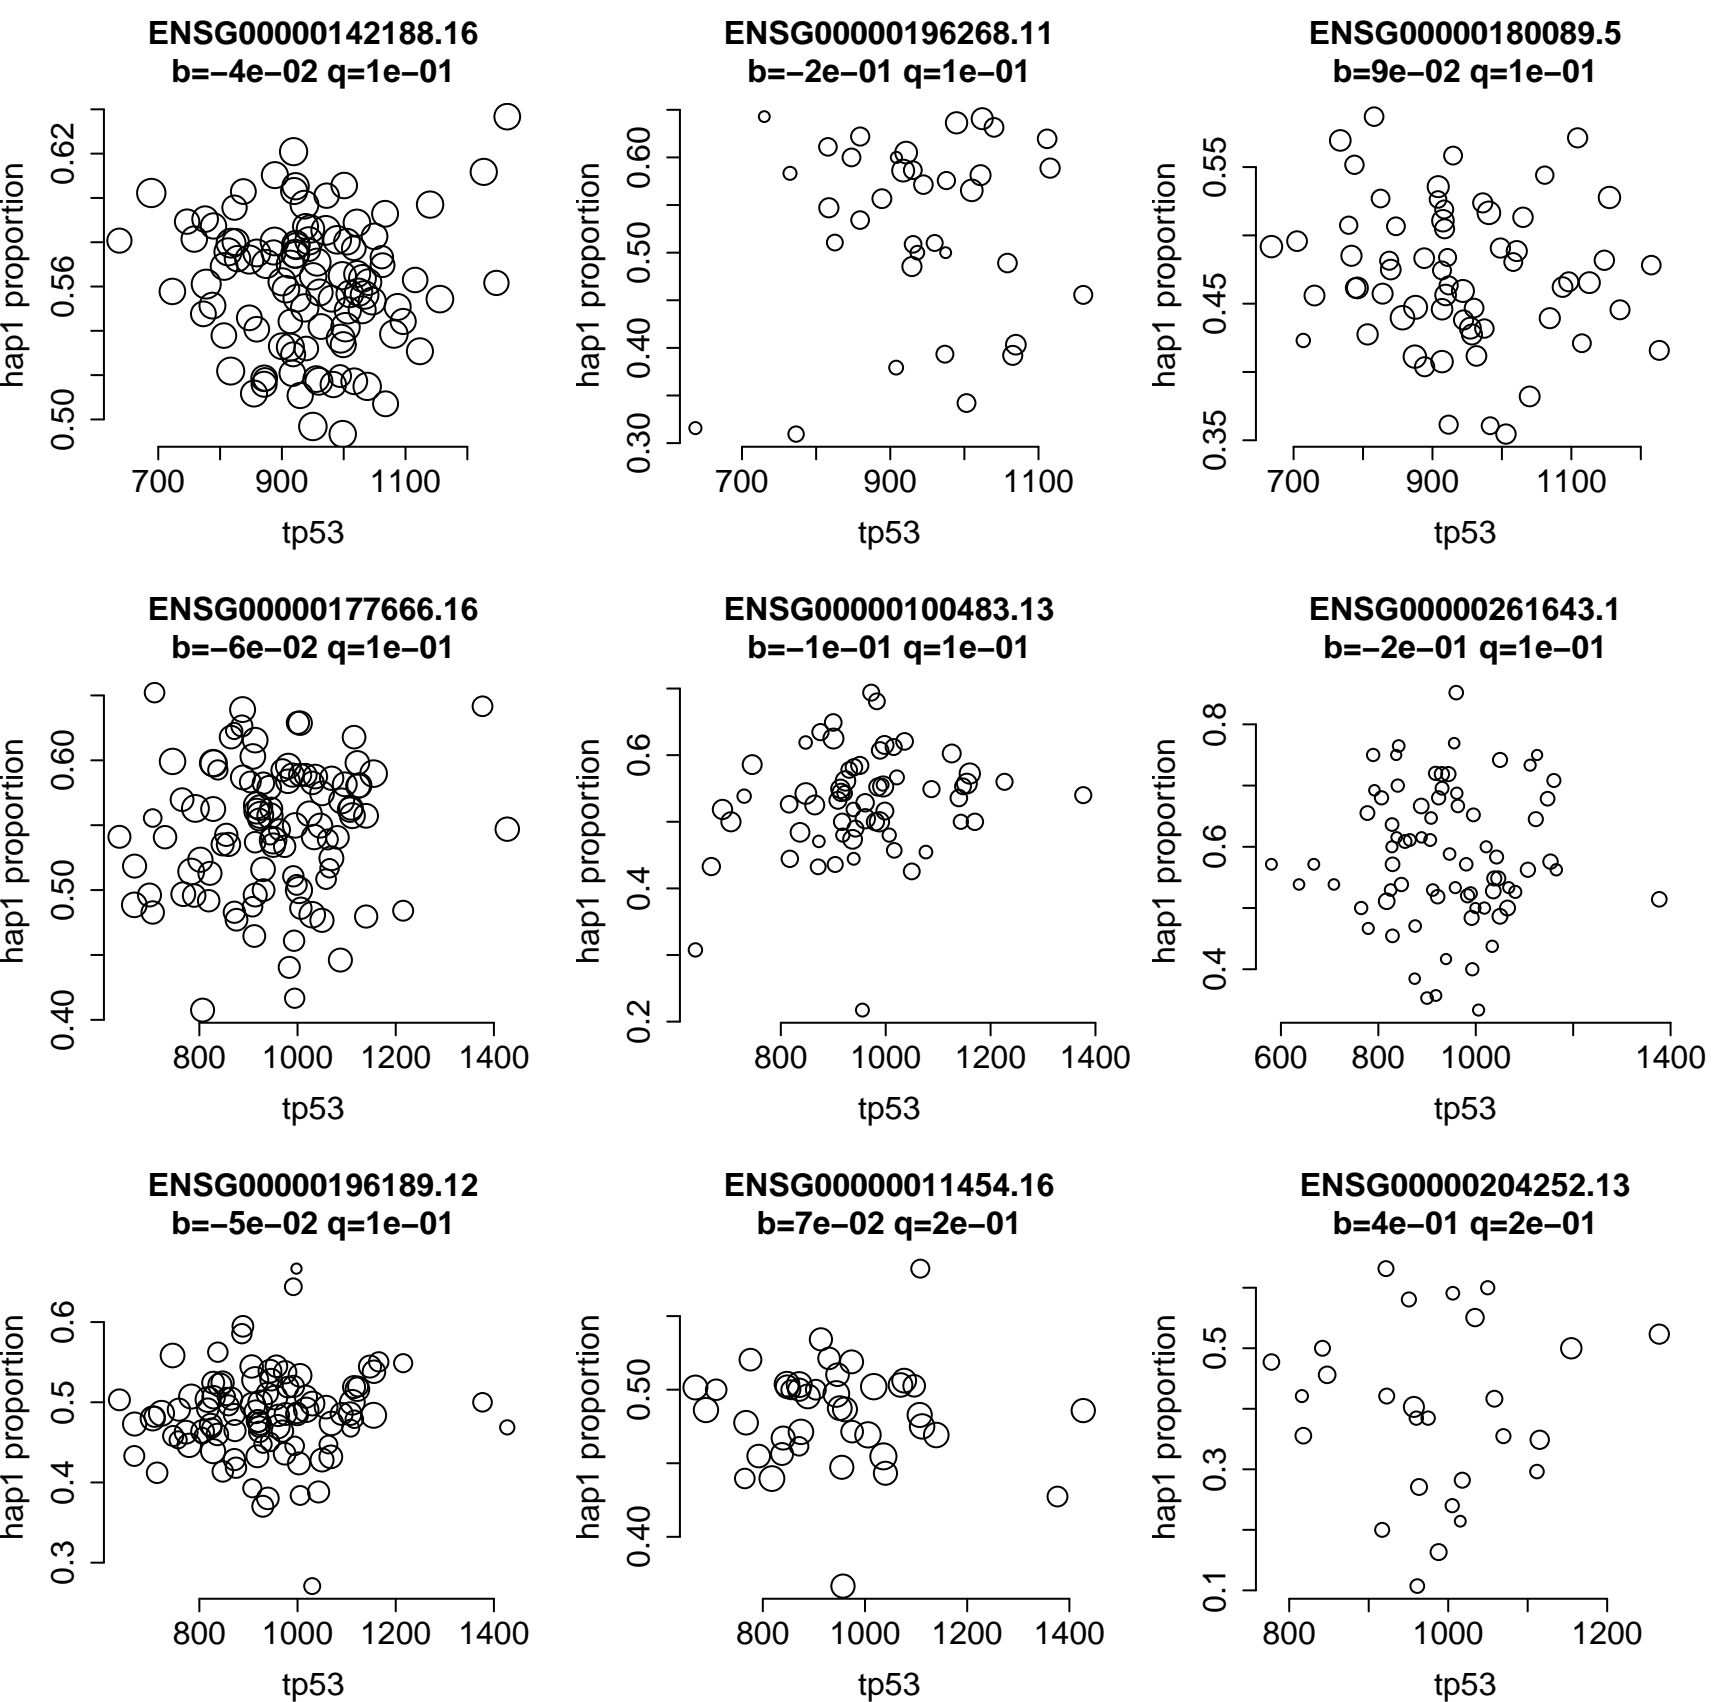 ENSG00000142188.16
b=−4e−02 q=1e−01
hap1 proportion
0.50 0.56 0.62
700 900 1100
tp53
ENSG00000196268.11
b=−2e−01 q=1e−01
hap1 proportion
0.30 0.40 0.50 0.60
700 900 1100
tp53
ENSG00000180089.5
b=9e−02 q=1e−01
hap1 proportion
0.35 0.45 0.55
700 900 1100
tp53
ENSG00000177666.16
b=−6e−02 q=1e−01
hap1 proportion
0.40 0.50 0.60
800 1000 1200 1400
tp53
ENSG00000100483.13
b=−1e−01 q=1e−01
hap1 proportion
0.2 0.4 0.6
800 1000 1200 1400
tp53
ENSG00000261643.1
b=−2e−01 q=1e−01
hap1 proportion
0.4 0.6 0.8
600 800 1000 1400
tp53
ENSG00000196189.12
b=−5e−02 q=1e−01
hap1 proportion
0.3 0.4 0.5 0.6
800 1000 1200 1400
tp53
ENSG00000011454.16
b=7e−02 q=2e−01
hap1 proportion
0.40 0.50
800 1000 1200 1400
tp53
ENSG00000204252.13
b=4e−01 q=2e−01
hap1 proportion
0.1 0.3 0.5
800 1000 1200
tp53